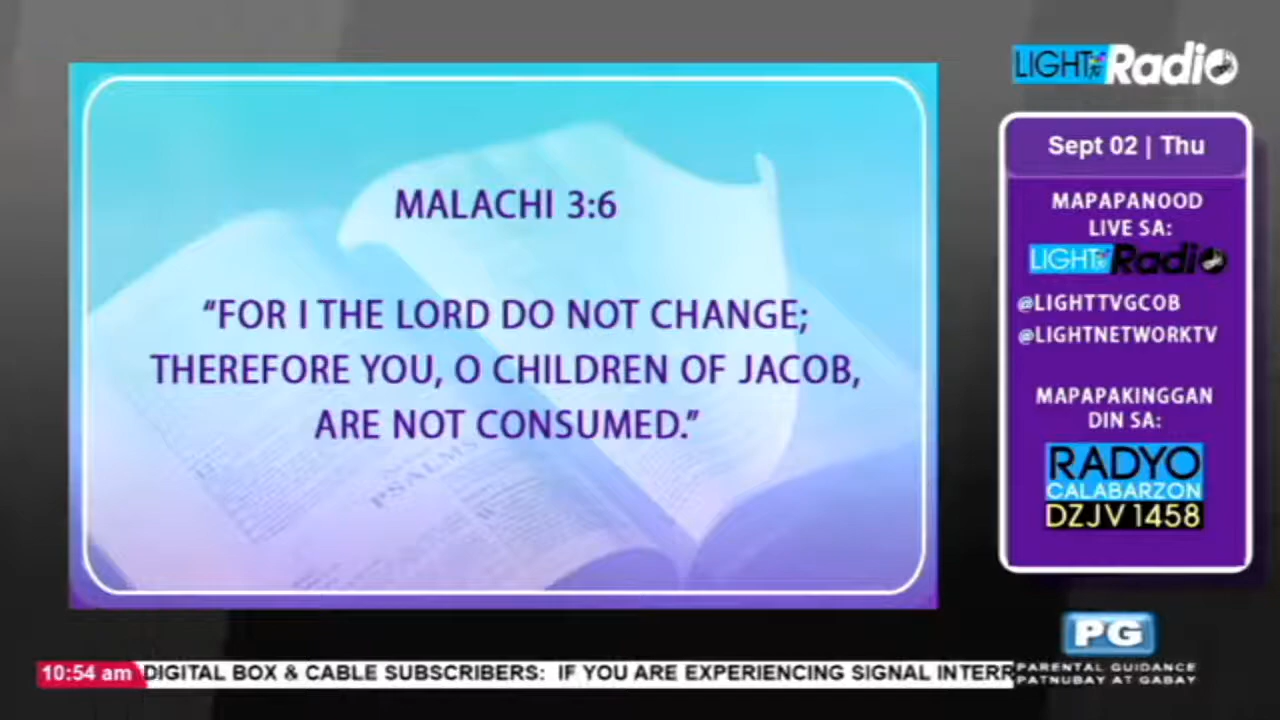 LIGHT Radio
MALACHI 3:6
“FOR I THE LORD DO NOT CHANGE;
THEREFORE YOU, O CHILDREN OF JACOB,
ARE NOT CONSUMED.”
PSALM
Sept 02 | Thu
MAPAPANOOD
LIVE SA:
LIGHT Radio
@LIGHTTVGCOB
@LIGHTNETWORKTV
MAPAPAKINGGAN
DIN SA:
RADYO
CALABARZON
DZJV 1458
PG
PARENTAL GUIDANCE
PATNUBAY AT GABAY
10:54 am DIGITAL BOX & CABLE SUBSCRIBERS: IF YOU ARE EXPERIENCING SIGNAL INTERR